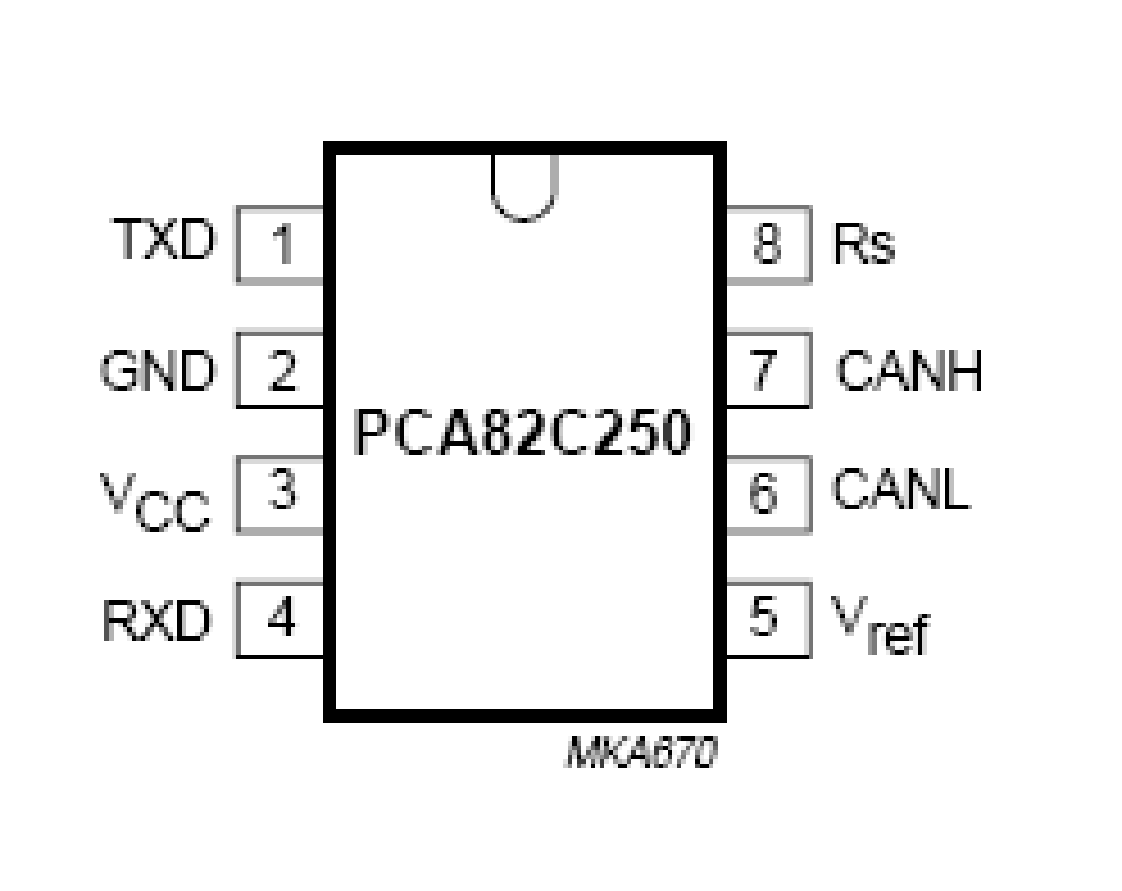 TXD 1 8 Rs
GND 2 7 CANH
PCA82C250
VCC 3 6 CANL
RXD 4 5 Vref
MKA670